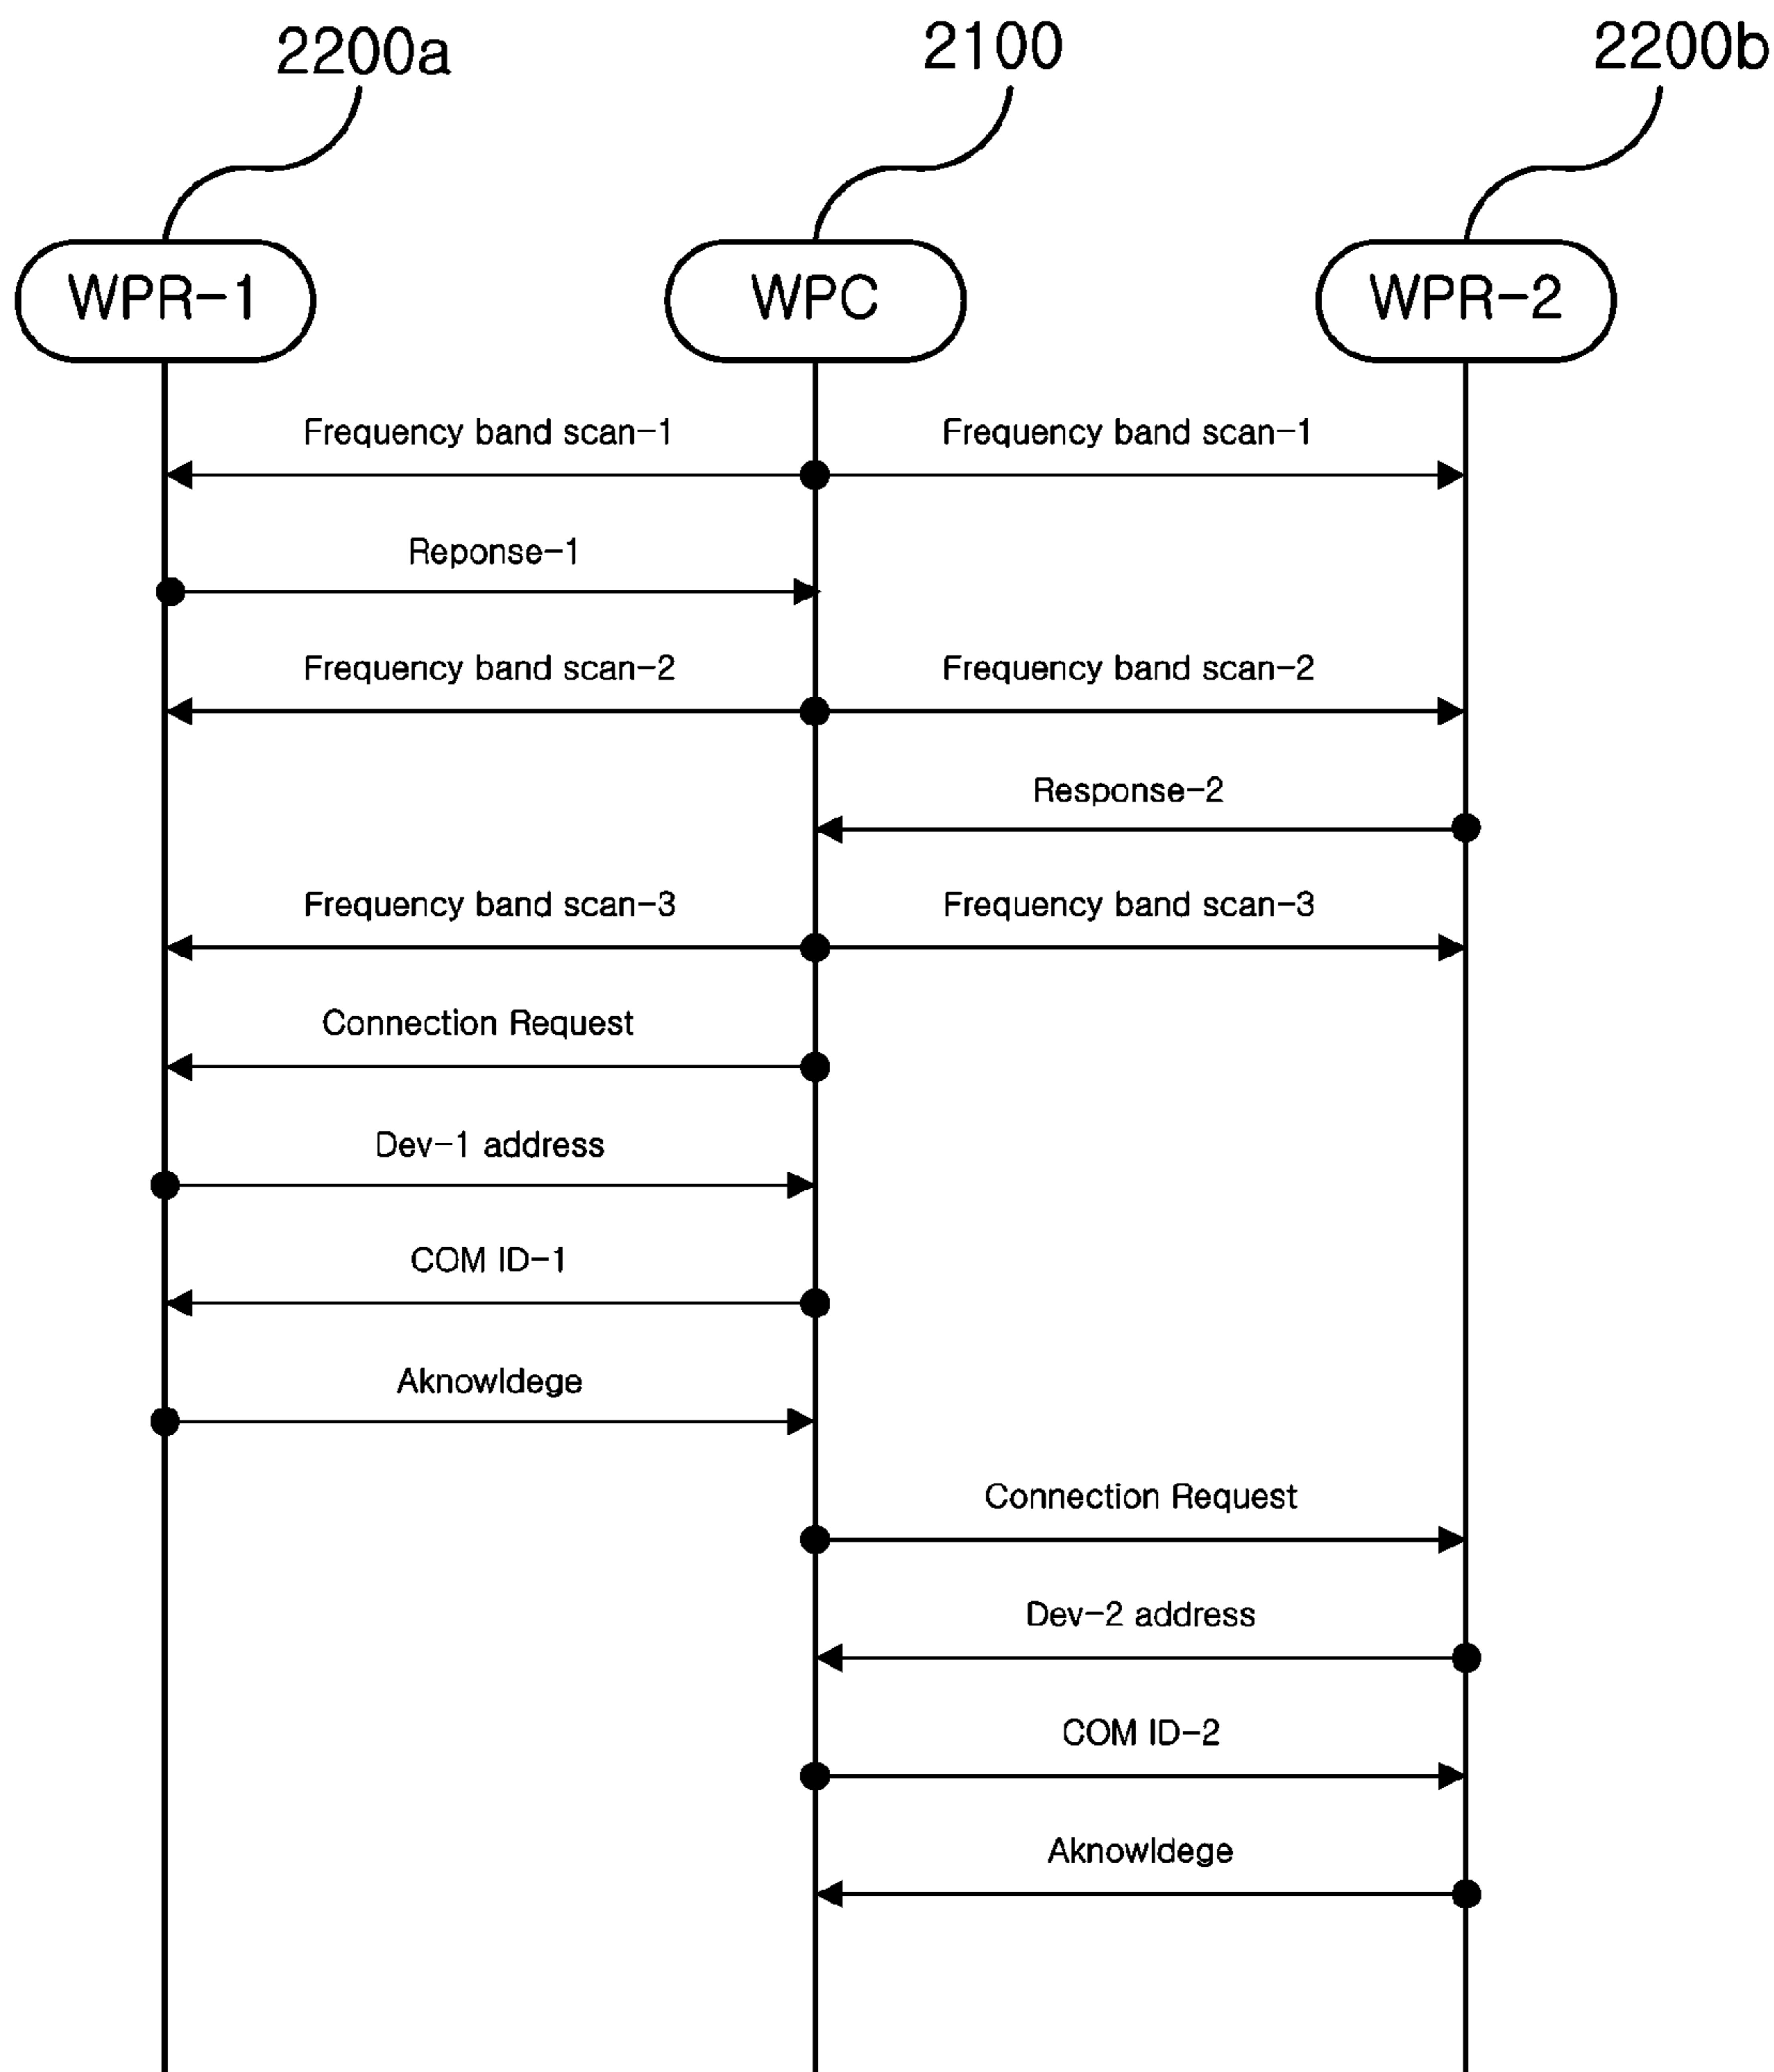 2200a
2100
2200b
WPR-1
WPC
WPR-2
Frequency band scan-1
Frequency band scan-1
Reponse-1
Frequency band scan-2
Frequency band scan-2
Response-2
Frequency band scan-3
Frequency band scan-3
Connection Request
Dev-1 address
COM ID-1
Aknowldege
Connection Request
Dev-2 address
COM ID-2
Aknowldege